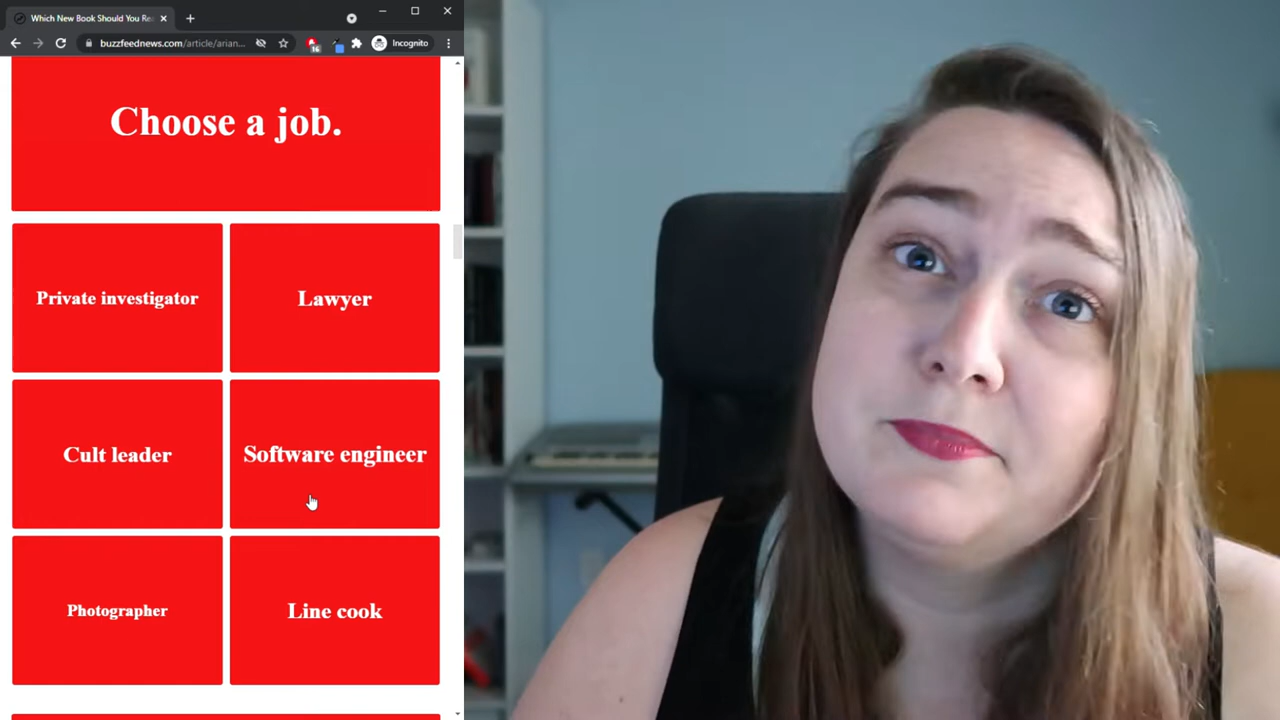 Which New Book Should You Re
buzzfeednews.com/article/arian...
16
Incognito
Choose a job.
Private investigator
Lawyer
Cult leader
Software engineer
Photographer
Line cook